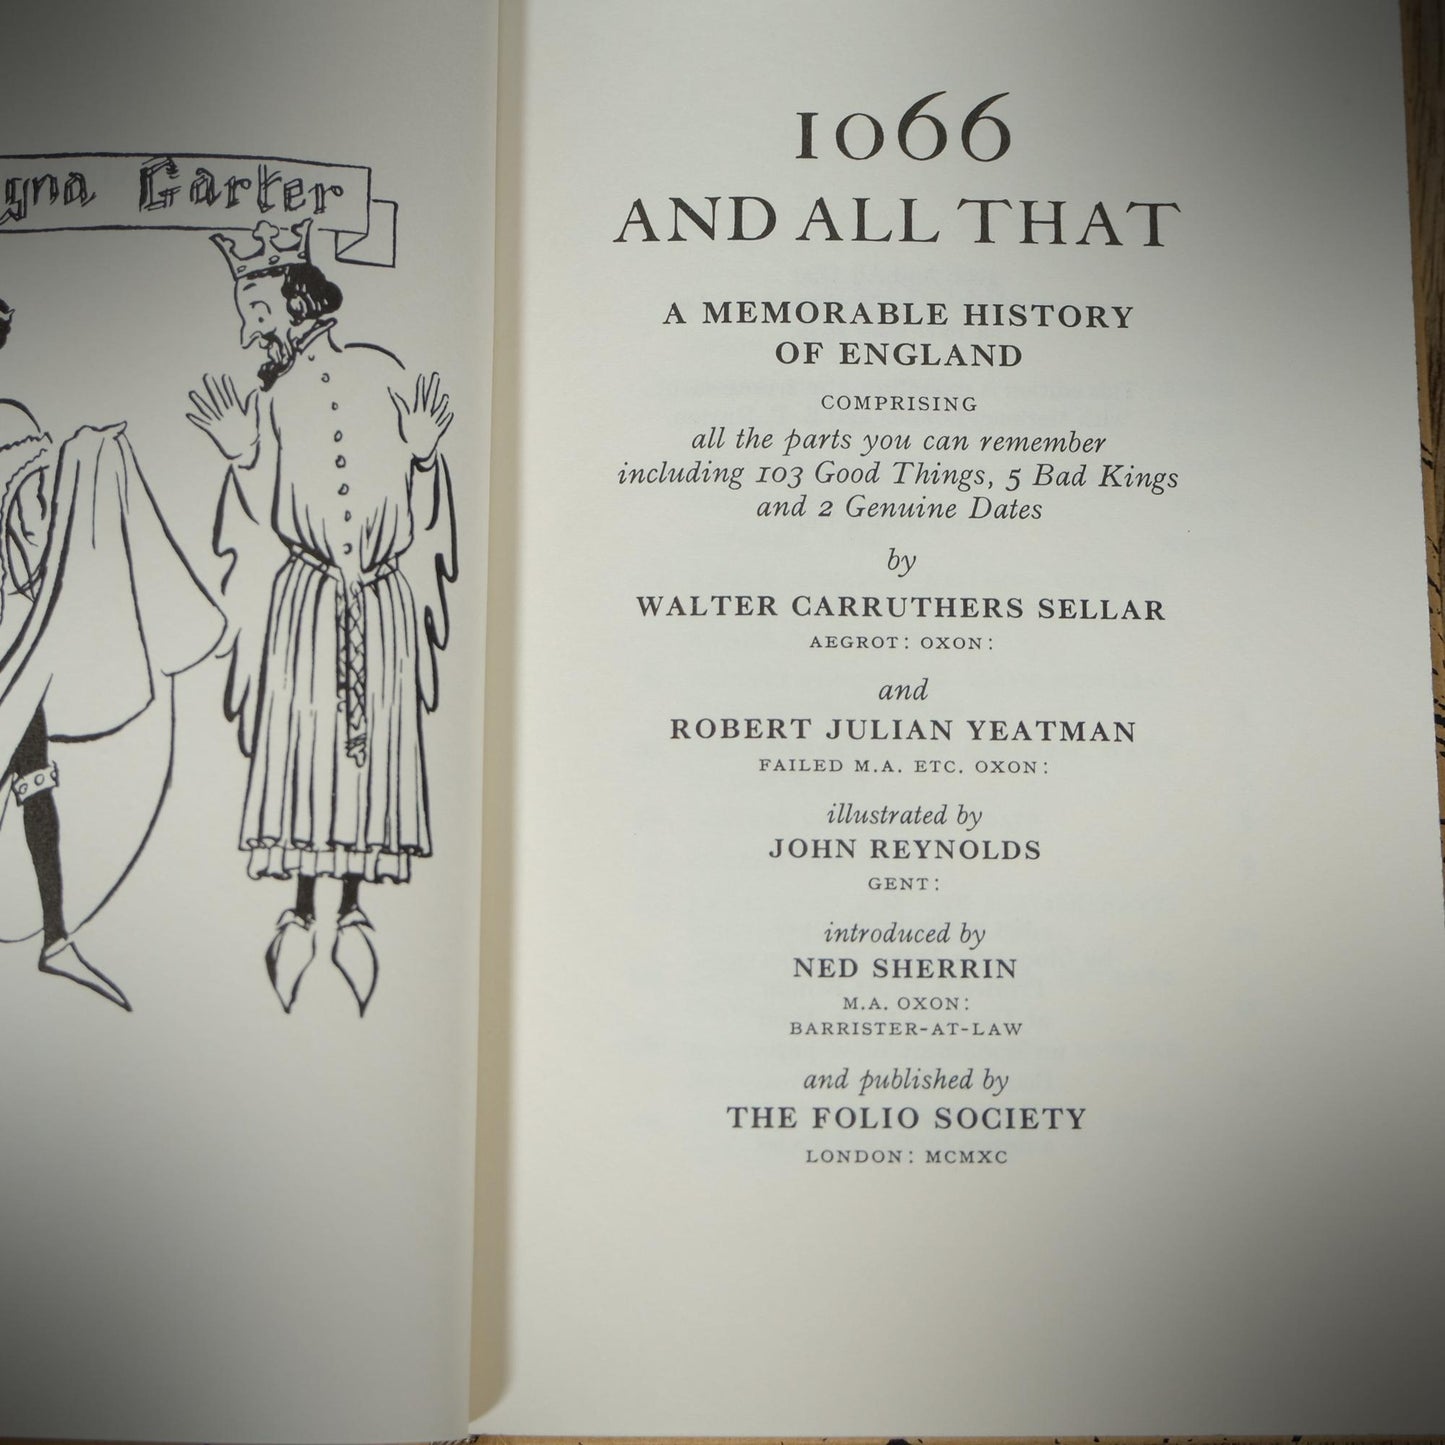 gna Garter
1066
AND ALL THAT
A MEMORABLE HISTORY
OF ENGLAND
COMPRISING
all the parts you can remember
including 103 Good Things, 5 Bad Kings
and 2 Genuine Dates
by
WALTER CARRUTHERS SELLAR
AEGROT: OXON:
and
ROBERT JULIAN YEATMAN
FAILED M.A. ETC. OXON:
illustrated by
JOHN REYNOLDS
GENT:
introduced by
NED SHERRIN
M.A. OXON:
BARRISTER-AT-LAW
and published by
THE FOLIO SOCIETY
LONDON: MCMXC